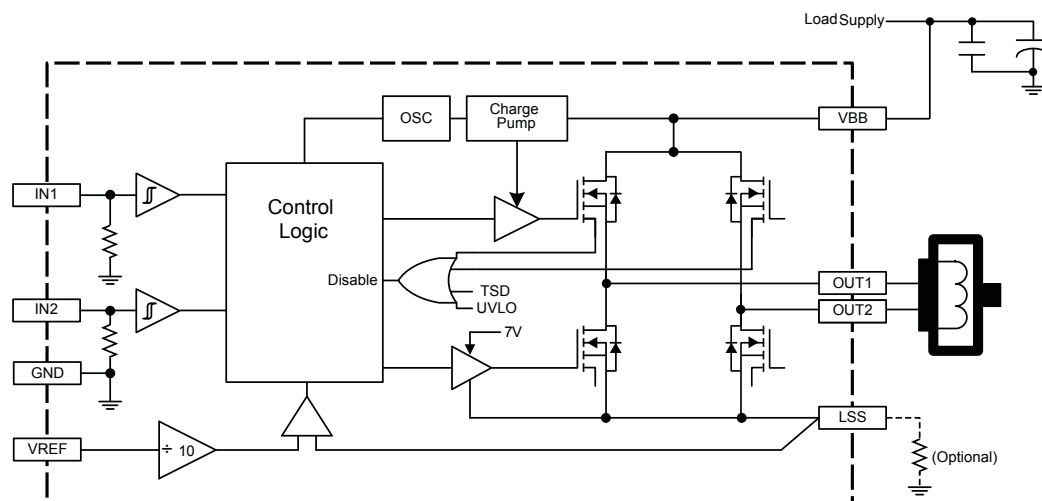 Load Supply
OSC
Charge
Pump
VBB
IN1
Control
Logic
Disable
TSD
UVLO
OUT1
IN2
OUT2
7V
GND
LSS
VREF
÷ 10
(Optional)